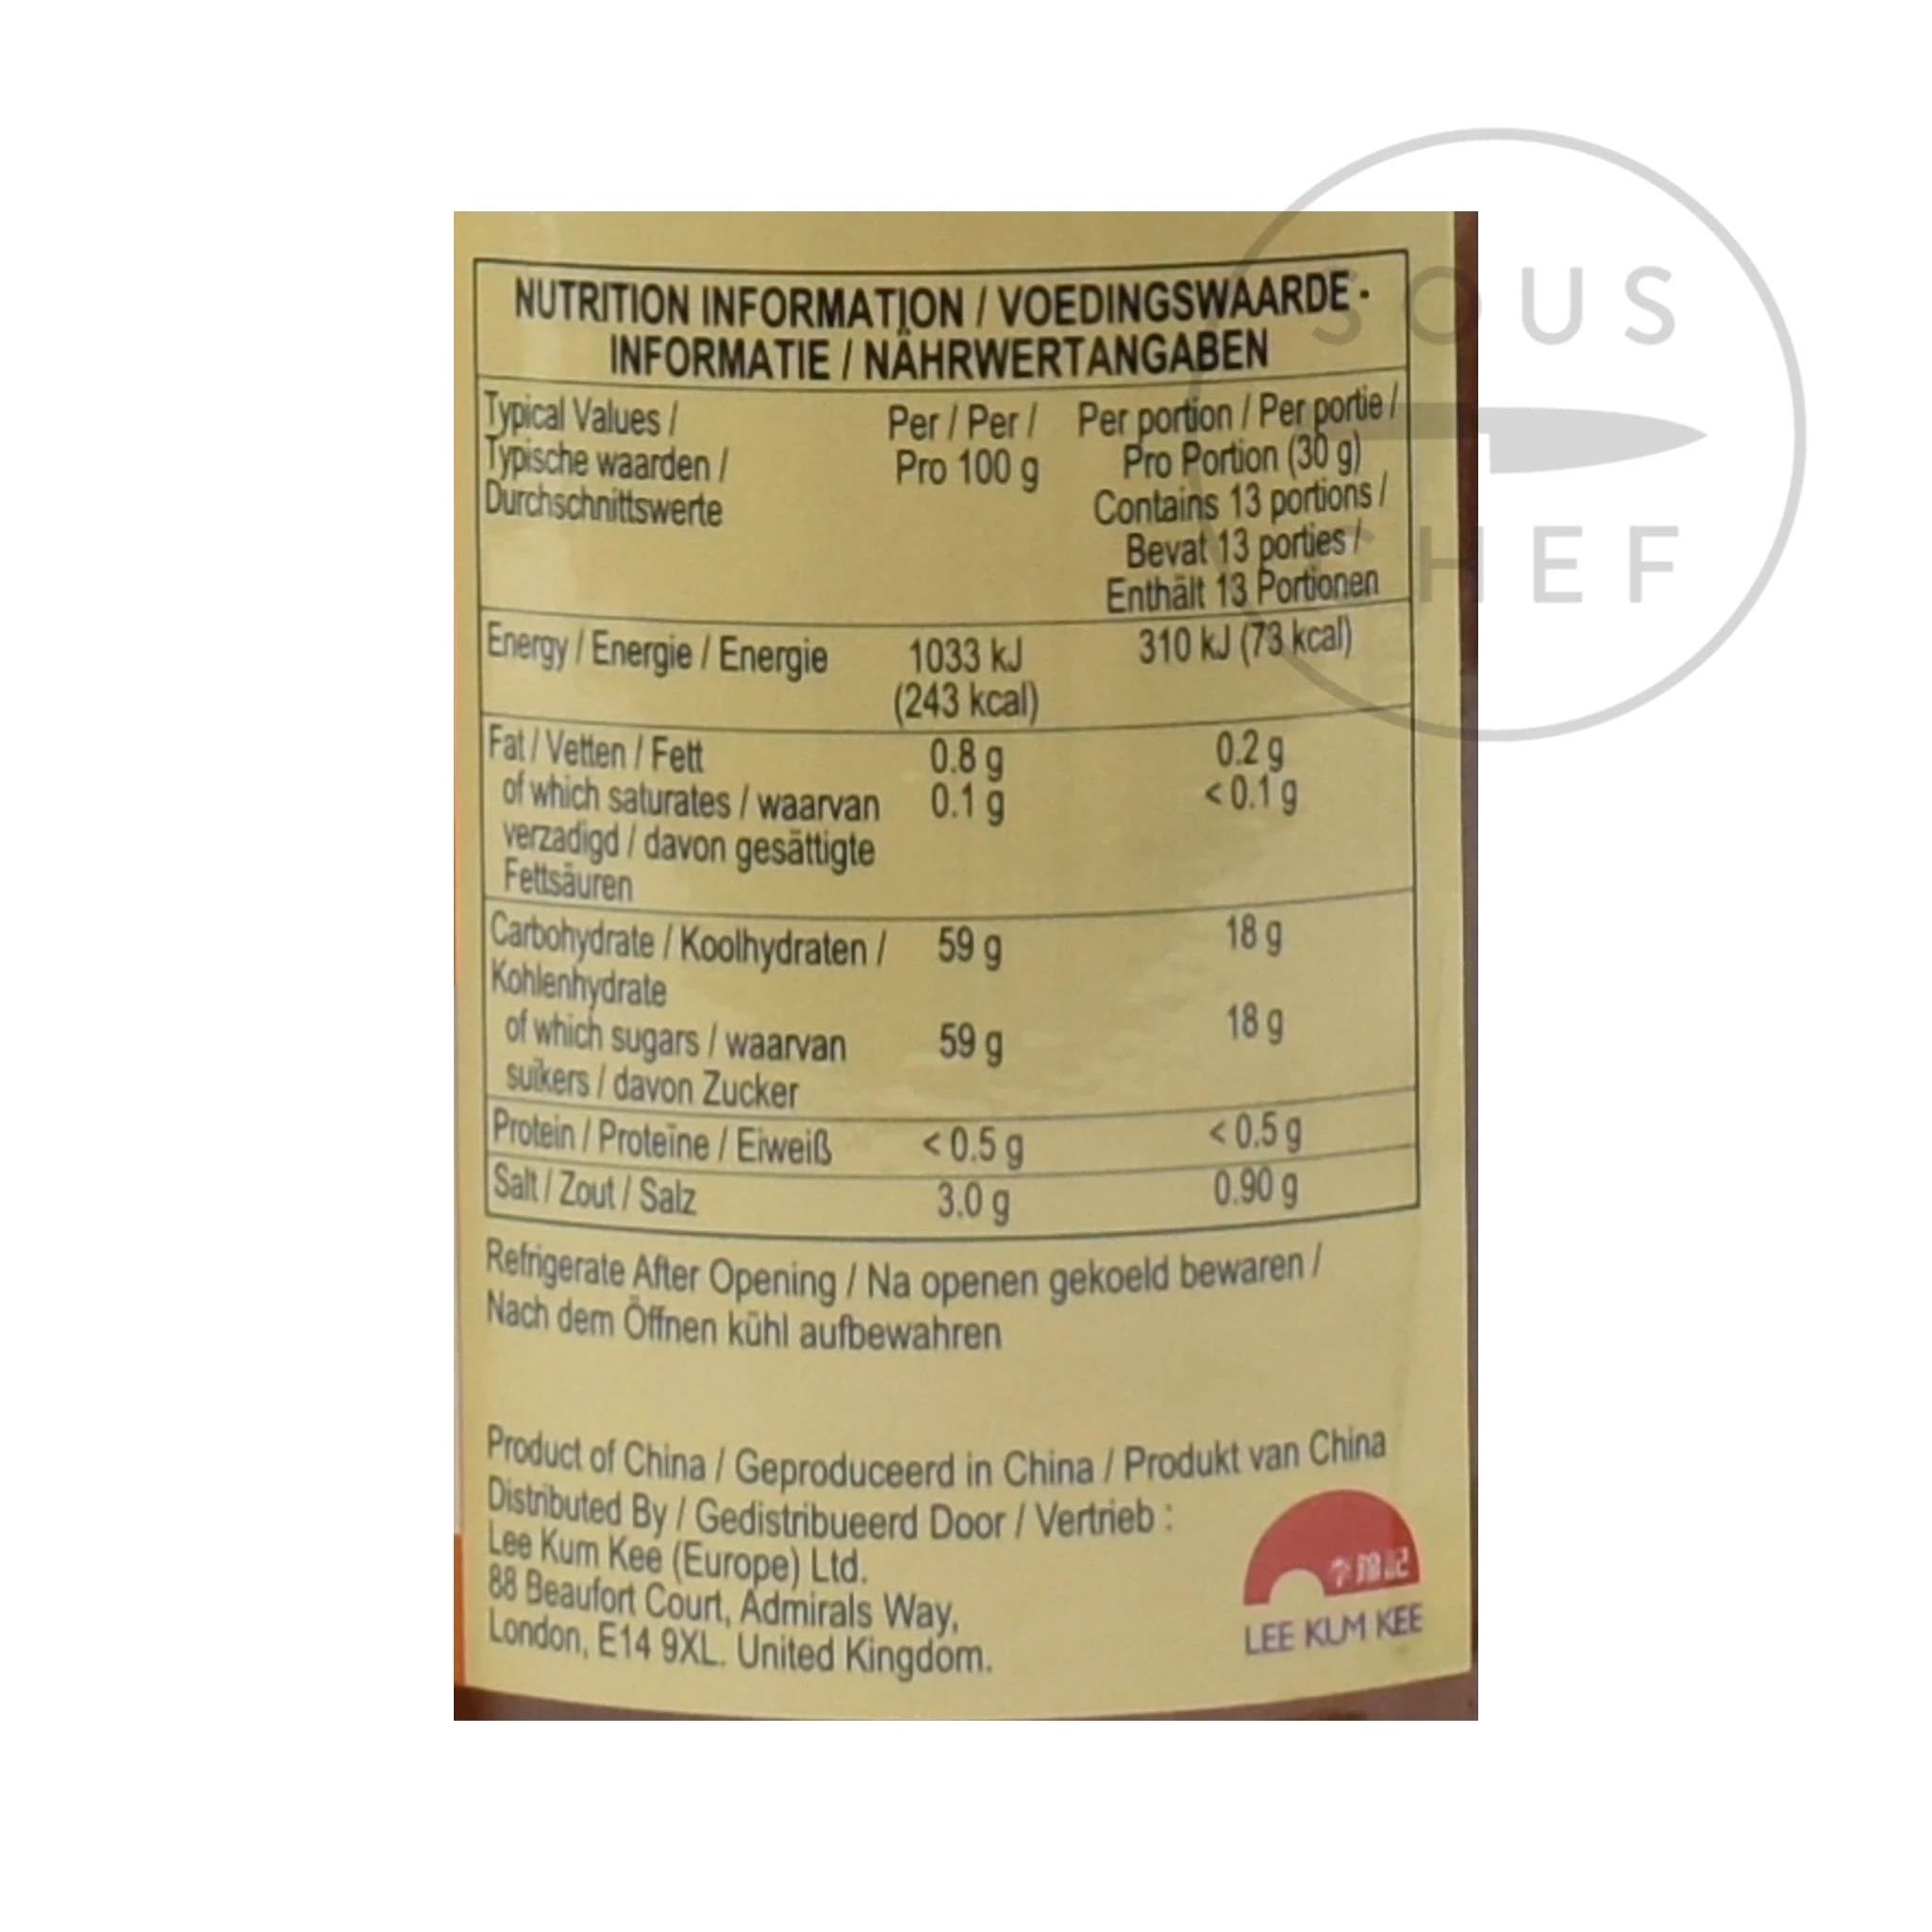 NUTRITION INFORMATION / VOEDINGSWAARDE -
INFORMATIE / NÄHRWERTANGABEN
Typical Values /
Typische waarden /
Durchschnittswerte
Per / Per /
Pro 100 g
Per portion / Per portie /
Pro Portion (30 g)
Contains 13 portions /
Bevat 13 porties /
Enthält 13 Portionen
Energy / Energie / Energie 1033 kJ 310 kJ (73 kcal)
(243 kcal)
Fat / Vetten / Fett 0.8 g 0.2 g
of which saturates / waarvan 0.1 g <0.1 g
verzadigd / davon gesättigte
Fettsäuren
Carbohydrate / Koolhydraten / 59 g 18 g
Kohlenhydrate
of which sugars / waarvan 59 g 18 g
suikers / davon Zucker
Protein / Proteïne / Eiweiß <0.5 g <0.5 g
Salt / Zout / Salz 3.0 g 0.90 g
Refrigerate After Opening / Na openen gekoeld bewaren /
Nach dem Öffnen kühl aufbewahren
Product of China / Geproduceerd in China / Produkt van China
Distributed By / Gedistribueerd Door / Vertrieb :
Lee Kum Kee (Europe) Ltd.
88 Beaufort Court, Admirals Way,
London, E14 9XL. United Kingdom.
李錦記
LEE KUM KEE
SOUS
CHEF